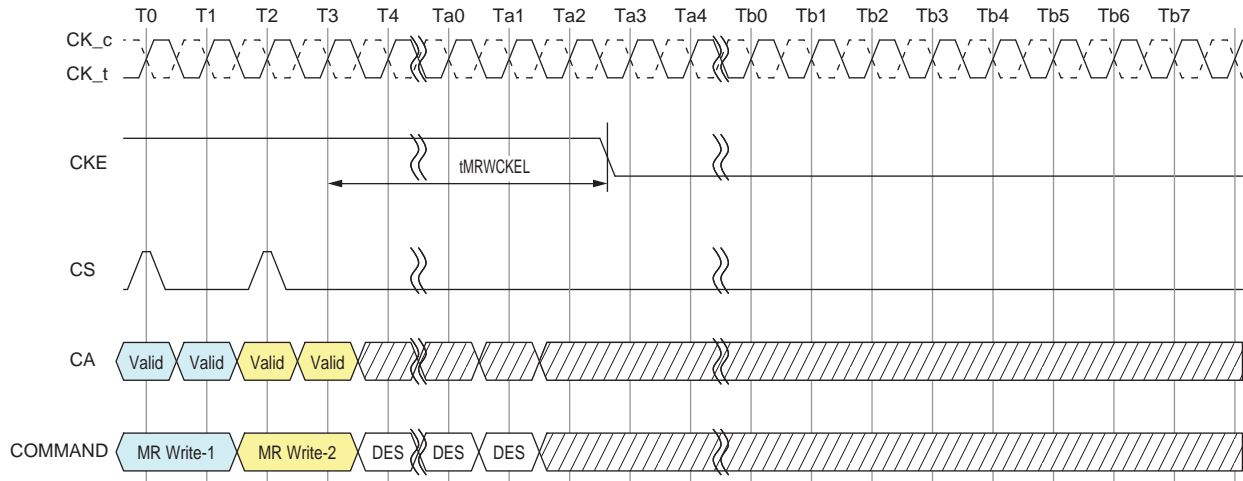 T0 T1 T2 T3 T4 Ta0 Ta1 Ta2 Ta3 Ta4 Tb0 Tb1 Tb2 Tb3 Tb4 Tb5 Tb6 Tb7
CK_c
CK_t
CKE
tMRWCKEL
CS
CA Valid Valid Valid Valid
COMMAND MR Write-1 MR Write-2 DES DES DES